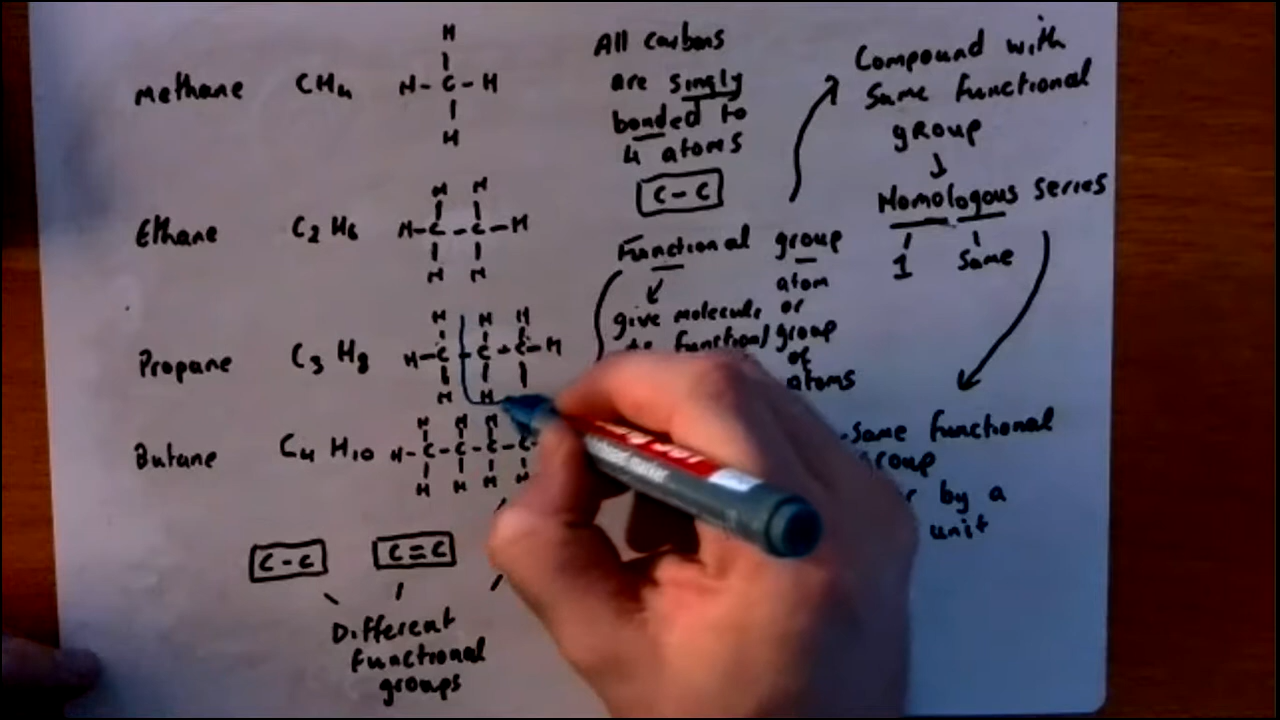 Methane CH4
H
H-C-H
H
Ethane C2 H6
H H
H-C-C-H
H H
Propane C3 H8
H H H
H-C-C-C-H
H H
Butane C4 H10
H H H
H-C-C-C-C
H H H H
C-C
C=C
Different
functional
groups
All carbons
are singly
bonded to
4 atoms
C-C
Functional group
give molecule
functional
atom
or
group
of
atoms
Compound with
Same functional
group
Homologous series
1 same
-Same functional
group
by a
unit